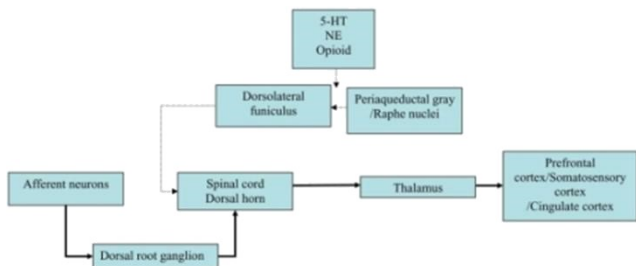 5-HT
NE
Opioid
Dorsolateral
funiculus
Periaqueductal gray
/Raphe nuclei
Afferent neurons
Spinal cord
Dorsal horn
Thalamus
Prefrontal
cortex/Somatosensory
cortex
/Cingulate cortex
Dorsal root ganglion